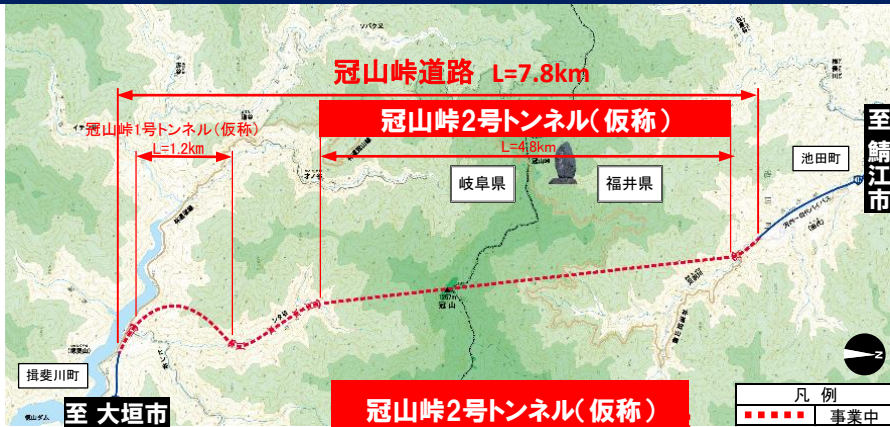 冠山峠道路 L=7.8km
冠山峠1号トンネル(仮称)
L=1.2km
冠山峠2号トンネル(仮称)
L=4.8km
岐阜県
福井県
池田町
至 鯖江市
冠山
揖斐川町
至 大垣市
冠山峠2号トンネル(仮称)
N
凡 例
事業中